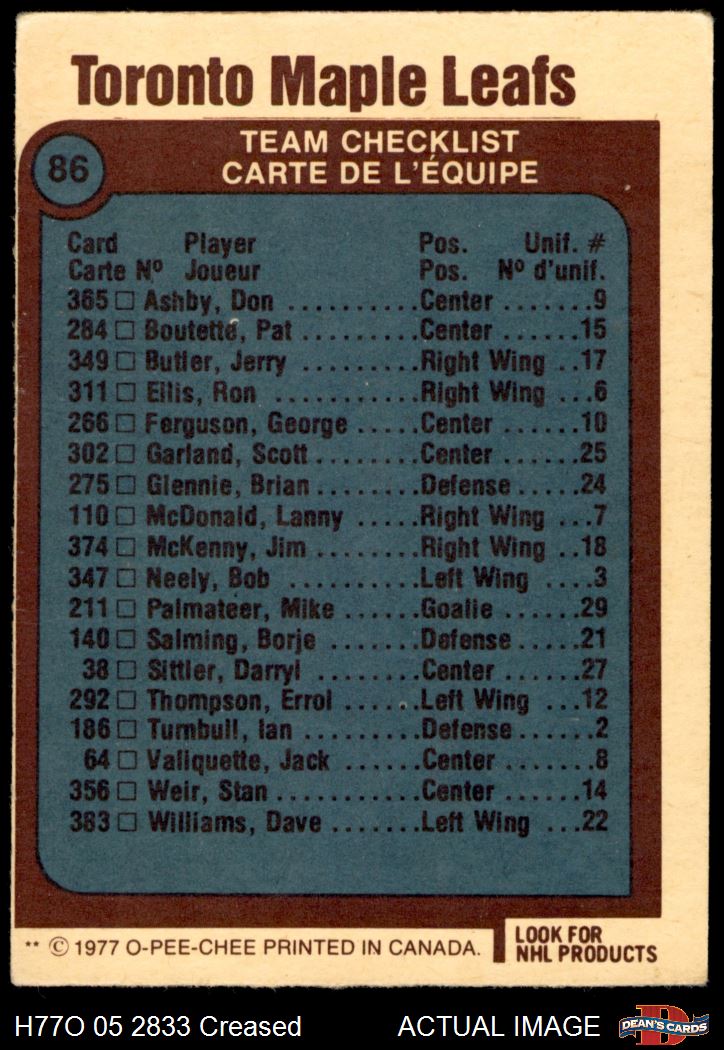 Toronto Maple Leafs
86
TEAM CHECKLIST
CARTE DE L'ÉQUIPE
Card Player Pos. Unif. #
Carte Nº Joueur Pos. Nº d'unif.
365 □ Ashby, Don ..........Center .......9
284 □ Boutette, Pat .........Center ......15
349 □ Butler, Jerry ..........Right Wing ..17
311 □ Ellis, Ron ...........Right Wing ...6
266 □ Ferguson, George .....Center ......10
302 □ Garland, Scott ........Center ......25
275 □ Glennie, Brian ........Defense .....24
110 □ McDonald, Lanny .....Right Wing ...7
374 □ McKenny, Jim ........Right Wing ..18
347 □ Neely, Bob ..........Left Wing ....3
211 □ Palmateer, Mike ......Goalie ......29
140 □ Salming, Borje .......Defense .....21
38 □ Sittler, Darryl ........Center ......27
292 □ Thompson, Errol ......Left Wing ...12
186 □ Turnbull, Ian .........Defense ......2
64 □ Valiquette, Jack .......Center .......8
356 □ Weir, Stan ...........Center ......14
383 □ Williams, Dave .......Left Wing ...22
** © 1977 O-PEE-CHEE PRINTED IN CANADA.
LOOK FOR
NHL PRODUCTS
H77O 05 2833 Creased ACTUAL IMAGE
D
DEAN'S CARDS